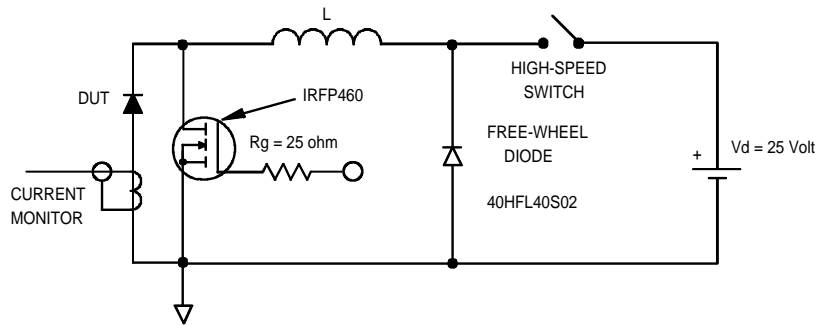 L
HIGH-SPEED
SWITCH
DUT
IRFP460
Rg = 25 ohm
FREE-WHEEL
DIODE
+
Vd = 25 Volt
40HFL40S02
CURRENT
MONITOR